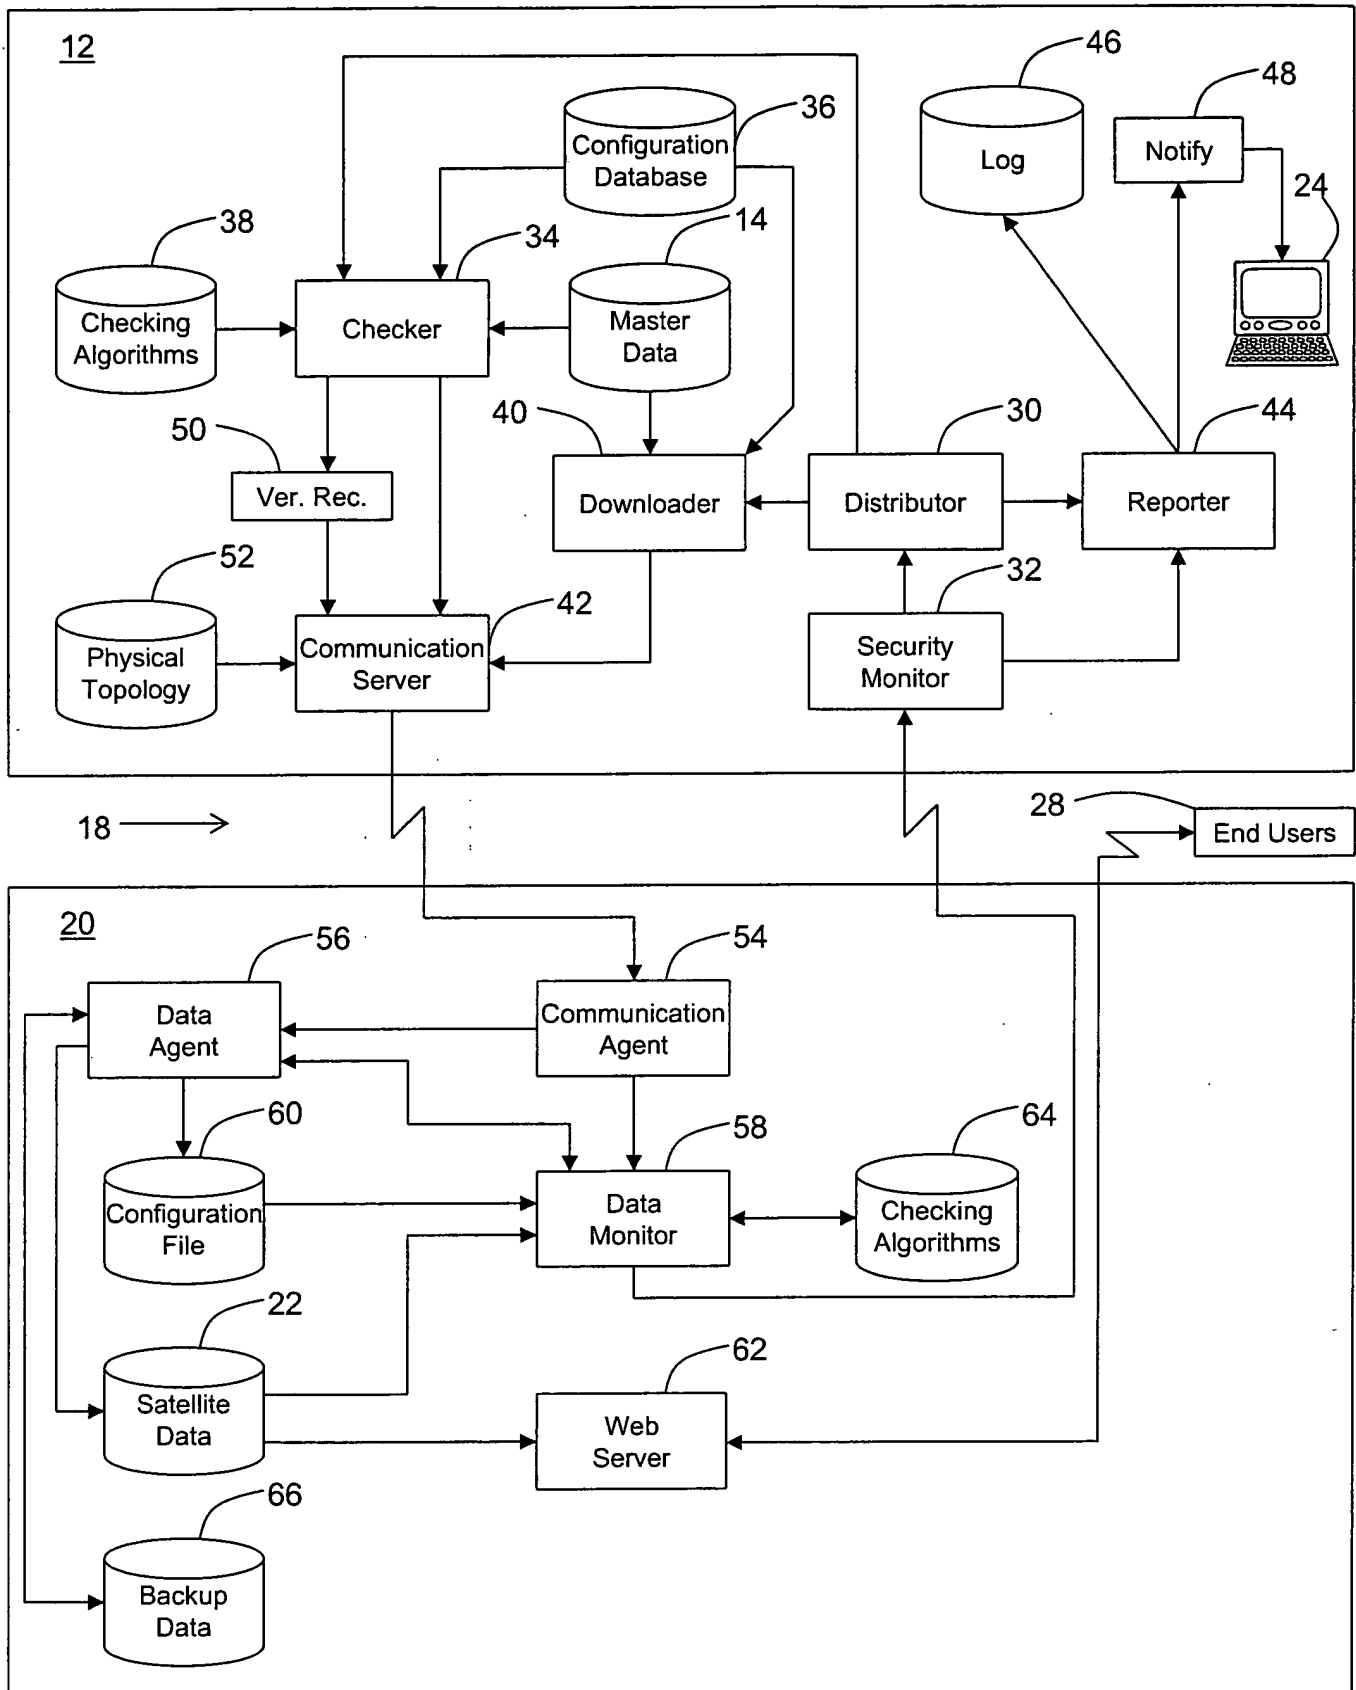 12
46
48
36
Configuration
Database
Log
Notify
24
38
34
14
Checking
Algorithms
Checker
Master
Data
50
40
30
44
Ver. Rec.
Downloader
Distributor
Reporter
52
42
32
Physical
Topology
Communication
Server
Security
Monitor
18
28
End Users
20
56
54
Data
Agent
Communication
Agent
60
58
64
Configuration
File
Data
Monitor
Checking
Algorithms
22
62
Satellite
Data
Web
Server
66
Backup
Data